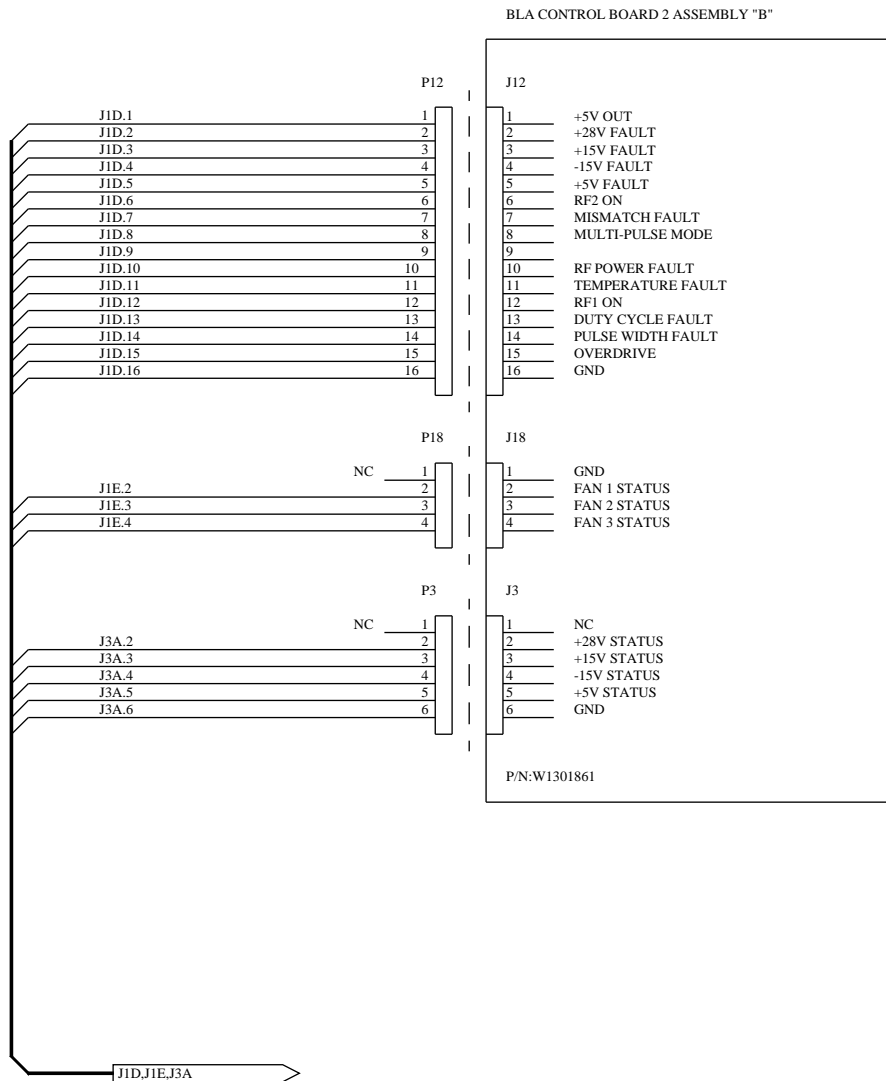 BLA CONTROL BOARD 2 ASSEMBLY "B"
P12 J12
J1D.1 1 1 +5V OUT
J1D.2 2 2 +28V FAULT
J1D.3 3 3 +15V FAULT
J1D.4 4 4 -15V FAULT
J1D.5 5 5 +5V FAULT
J1D.6 6 6 RF2 ON
J1D.7 7 7 MISMATCH FAULT
J1D.8 8 8 MULTI-PULSE MODE
J1D.9 9 9
J1D.10 10 10 RF POWER FAULT
J1D.11 11 11 TEMPERATURE FAULT
J1D.12 12 12 RF1 ON
J1D.13 13 13 DUTY CYCLE FAULT
J1D.14 14 14 PULSE WIDTH FAULT
J1D.15 15 15 OVERDRIVE
J1D.16 16 16 GND
P18 J18
NC 1 1 GND
J1E.2 2 2 FAN 1 STATUS
J1E.3 3 3 FAN 2 STATUS
J1E.4 4 4 FAN 3 STATUS
P3 J3
NC 1 1 NC
J3A.2 2 2 +28V STATUS
J3A.3 3 3 +15V STATUS
J3A.4 4 4 -15V STATUS
J3A.5 5 5 +5V STATUS
J3A.6 6 6 GND
P/N:W1301861
J1D,J1E,J3A